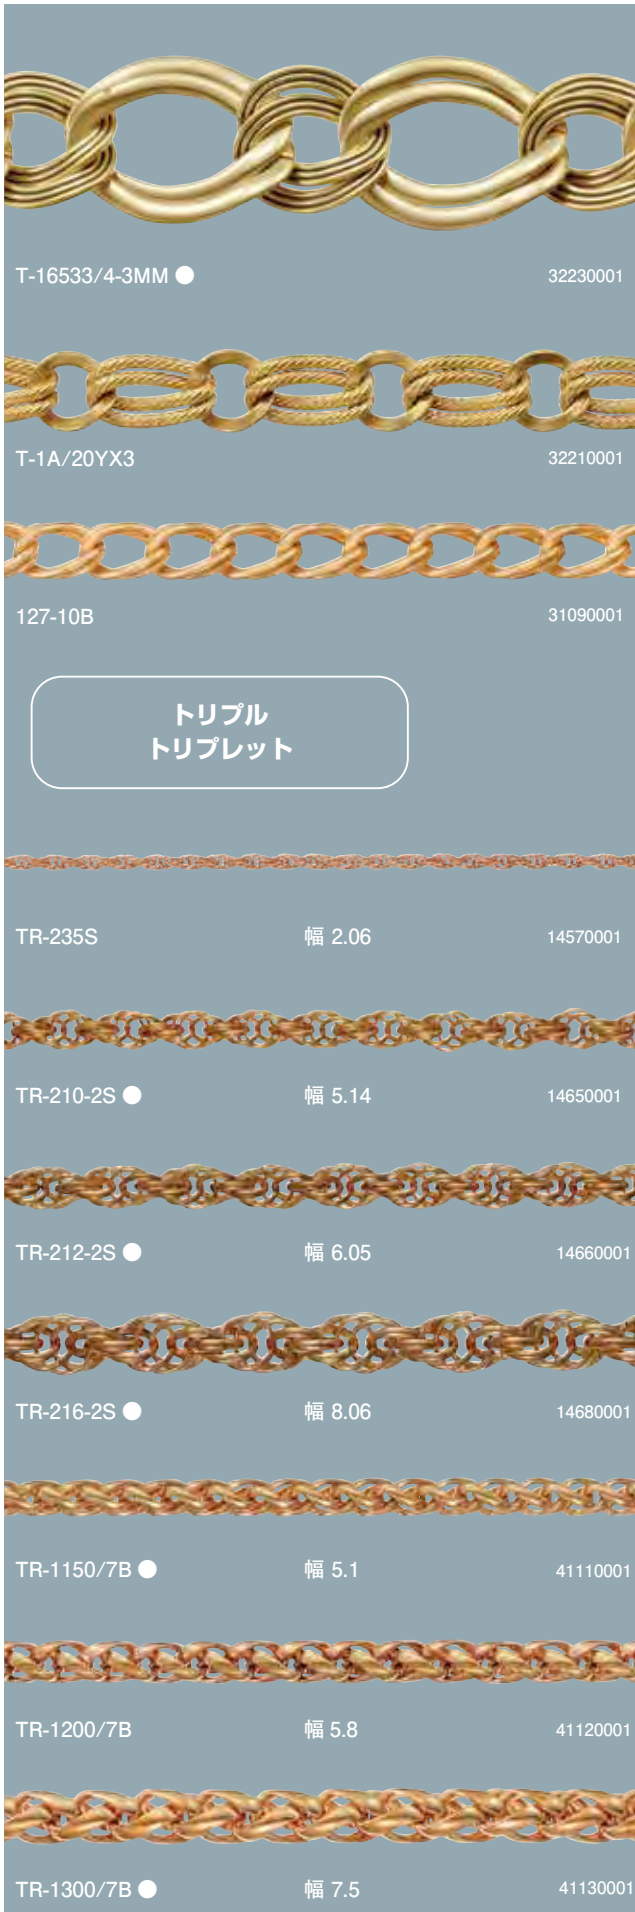 T-16533/4-3MM ● 32230001
T-1A/20YX3 32210001
127-10B 31090001
トリプル
トリプレット
TR-235S 幅 2.06 14570001
TR-210-2S ● 幅 5.14 14650001
TR-212-2S ● 幅 6.05 14660001
TR-216-2S ● 幅 8.06 14680001
TR-1150/7B ● 幅 5.1 41110001
TR-1200/7B 幅 5.8 41120001
TR-1300/7B ● 幅 7.5 41130001